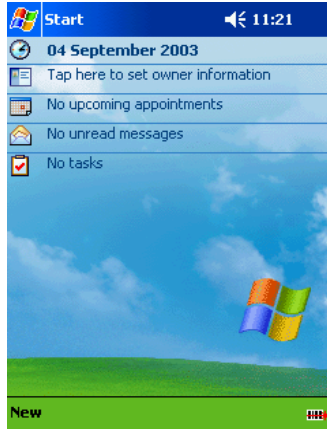 Start 11:21
04 September 2003
Tap here to set owner information
No upcoming appointments
No unread messages
No tasks
New